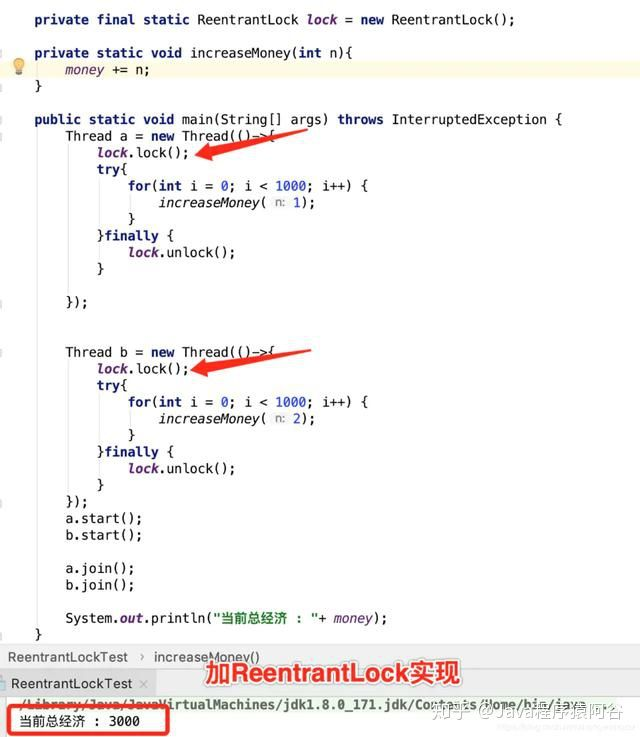 private final static ReentrantLock lock = new ReentrantLock();
private static void increaseMoney(int n){
money += n;
}
public static void main(String[] args) throws InterruptedException {
Thread a = new Thread(()->{
lock.lock();
try{
for(int i = 0; i < 1000; i++) {
increaseMoney( n: 1);
}
}finally {
lock.unlock();
}
});
Thread b = new Thread(()->{
lock.lock();
try{
for(int i = 0; i < 1000; i++) {
increaseMoney( n: 2);
}
}finally {
lock.unlock();
}
});
a.start();
b.start();
a.join();
b.join();
System.out.println("当前总经济 : "+ money);
}
ReentrantLockTest › increaseMoney()
加ReentrantLock实现
ReentrantLockTest ×
/Library/Java/JavaVirtualMachines/jdk1.8.0_171.jdk/Contents/Home/bin/java ...
当前总经济 : 3000
知乎 @Java程序猿阿谷